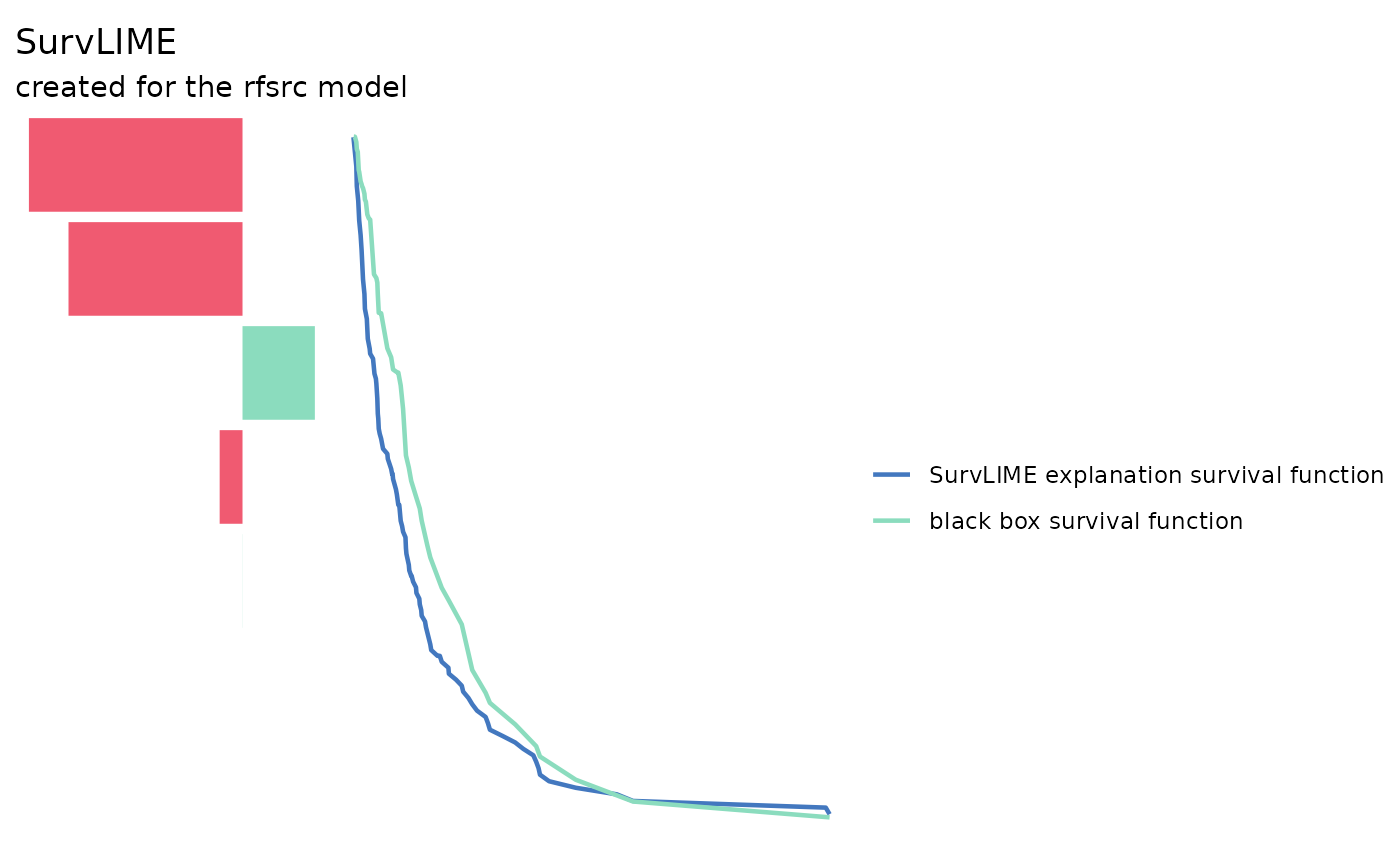 SurvLIME
created for the rfsrc model
SurvLIME explanation survival function
black box survival function